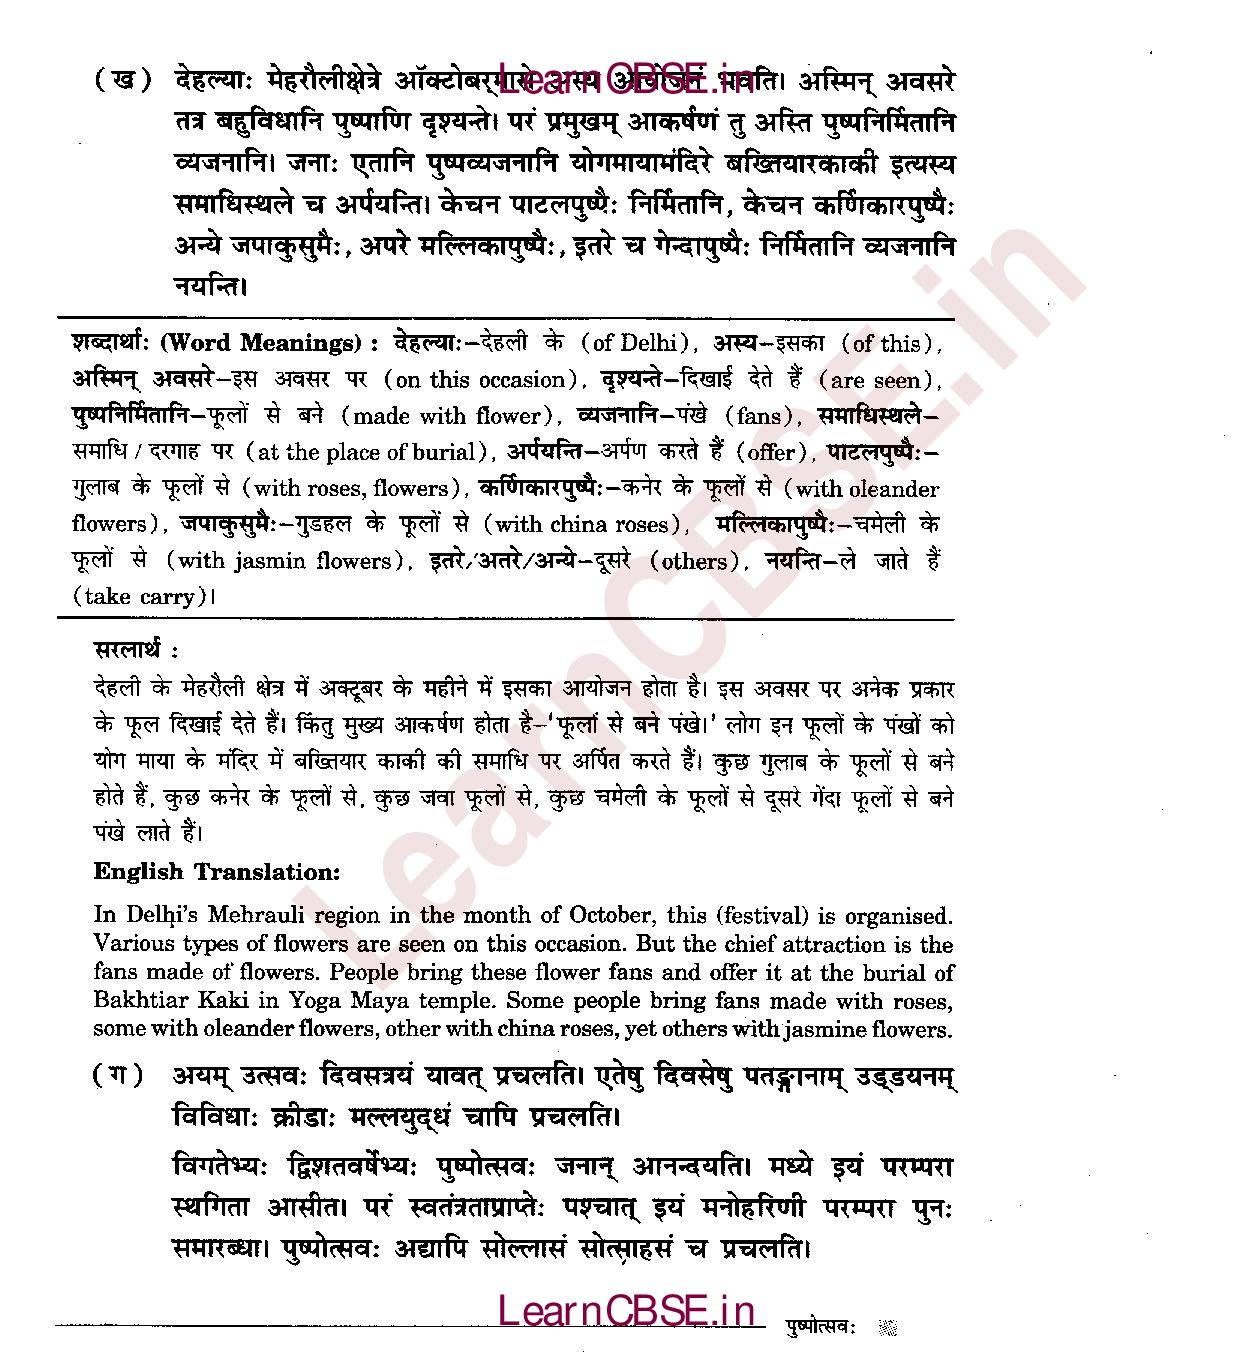 LearnCBSE.in
(ख) देहल्याः मेहरौलीक्षेत्रे ऑक्टोबर्मासे अस्य आयोजनं भवति। अस्मिन् अवसरे
तत्र बहुविधानि पुष्पाणि दृश्यन्ते। परं प्रमुखम् आकर्षणं तु अस्ति पुष्पनिर्मितानि
व्यजनानि। जनाः एतानि पुष्पव्यजनानि योगमायामंदिरे बख्तियारकाकी इत्यस्य
समाधिस्थले च अर्पयन्ति। केचन पाटलपुष्पैः निर्मितानि, केचन कर्णिकारपुष्पैः
अन्ये जपाकुसुमैः, अपरे मल्लिकापुष्पैः, इतरे च गेन्दापुष्पैः निर्मितानि व्यजनानि
नयन्ति।
शब्दार्थाः (Word Meanings) : देहल्याः–देहली के (of Delhi), अस्य–इसका (of this),
अस्मिन् अवसरे–इस अवसर पर (on this occasion), दृश्यन्ते–दिखाई देते हैं (are seen),
पुष्पनिर्मितानि–फूलों से बने (made with flower), व्यजनानि–पंखे (fans), समाधिस्थले–
समाधि / दरगाह पर (at the place of burial), अर्पयन्ति–अर्पण करते हैं (offer), पाटलपुष्पैः–
गुलाब के फूलों से (with roses, flowers), कर्णिकारपुष्पैः–कनेर के फूलों से (with oleander
flowers), जपाकुसुमैः–गुडहल के फूलों से (with china roses), मल्लिकापुष्पैः–चमेली के
फूलों से (with jasmin flowers), इतरे/अतरे/अन्ये–दूसरे (others), नयन्ति–ले जाते हैं
(take carry)।
सरलार्थ :
देहली के मेहरौली क्षेत्र में अक्टूबर के महीने में इसका आयोजन होता है। इस अवसर पर अनेक प्रकार
के फूल दिखाई देते हैं। किंतु मुख्य आकर्षण होता है–'फूलों से बने पंखे।' लोग इन फूलों के पंखों को
योग माया के मंदिर में बख्तियार काकी की समाधि पर अर्पित करते हैं। कुछ गुलाब के फूलों से बने
होते हैं, कुछ कनेर के फूलों से, कुछ जवा फूलों से, कुछ चमेली के फूलों से दूसरे गेंदा फूलों से बने
पंखे लाते हैं।
English Translation:
In Delhi's Mehrauli region in the month of October, this (festival) is organised.
Various types of flowers are seen on this occasion. But the chief attraction is the
fans made of flowers. People bring these flower fans and offer it at the burial of
Bakhtiar Kaki in Yoga Maya temple. Some people bring fans made with roses,
some with oleander flowers, other with china roses, yet others with jasmine flowers.
(ग) अयम् उत्सवः दिवसत्रयं यावत् प्रचलति। एतेषु दिवसेषु पतङ्गानाम् उड्डयनम्
विविधाः क्रीडाः मल्लयुद्धं चापि प्रचलति।
विगतेभ्यः द्विशतवर्षेभ्यः पुष्पोत्सवः जनान् आनन्दयति। मध्ये इयं परम्परा
स्थगिता आसीत। परं स्वतंत्रताप्राप्तेः पश्चात् इयं मनोहरिणी परम्परा पुनः
समारब्धा। पुष्पोत्सवः अद्यापि सोल्लासं सोत्साहसं च प्रचलति।
LearnCBSE.in
पुष्पोत्सवः
LearnCBSE.in